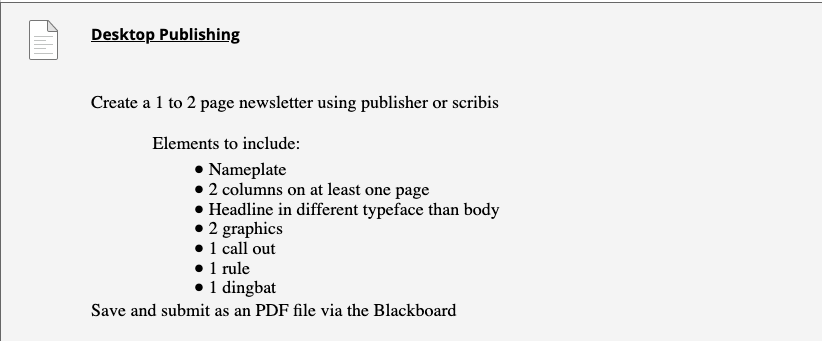 Desktop Publishing
Create a 1 to 2 page newsletter using publisher or scribis
Elements to include:
● Nameplate
● 2 columns on at least one page
● Headline in different typeface than body
● 2 graphics
● 1 call out
● 1 rule
● 1 dingbat
Save and submit as an PDF file via the Blackboard